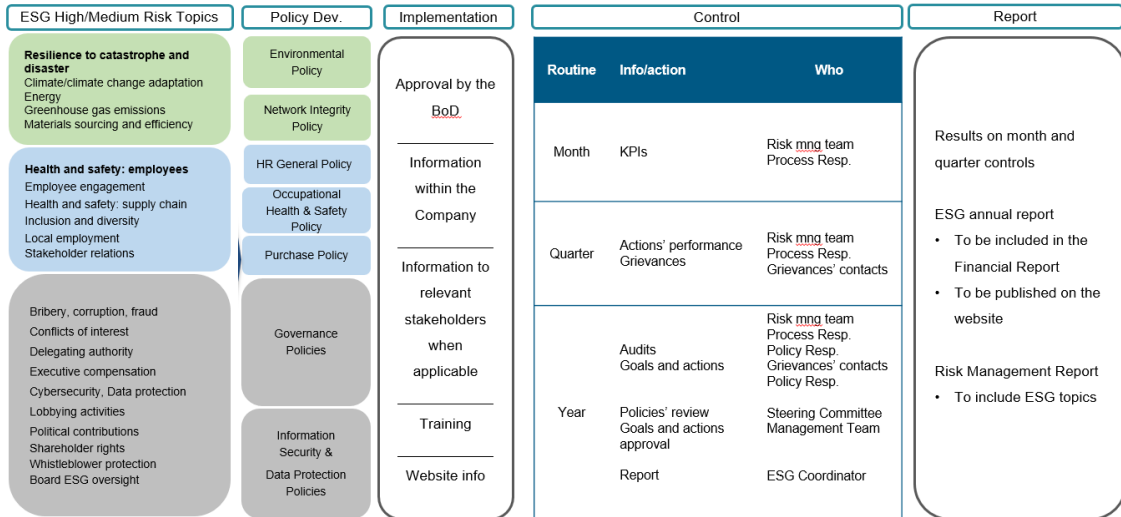 ESG High/Medium Risk Topics
Resilience to catastrophe and
disaster
Climate/climate change adaptation
Energy
Greenhouse gas emissions
Materials sourcing and efficiency
Health and safety: employees
Employee engagement
Health and safety: supply chain
Inclusion and diversity
Local employment
Stakeholder relations
Bribery, corruption, fraud
Conflicts of interest
Delegating authority
Executive compensation
Cybersecurity, Data protection
Lobbying activities
Political contributions
Shareholder rights
Whistleblower protection
Board ESG oversight
Policy Dev.
Environmental
Policy
Network Integrity
Policy
HR General Policy
Occupational
Health & Safety
Policy
Purchase Policy
Governance
Policies
Information
Security &
Data Protection
Policies
Implementation
Approval by the
BoD
Information
within the
Company
Information to
relevant
stakeholders
when
applicable
Training
Website info
Control
Routine Info/action Who
Month KPIs Risk mng team
Process Resp.
Quarter Actions' performance
Grievances
Risk mng team
Process Resp.
Grievances' contacts
Year
Audits
Goals and actions
Risk mng team
Process Resp.
Policy Resp.
Grievances' contacts
Policy Resp.
Policies' review
Goals and actions
approval
Steering Committee
Management Team
Report ESG Coordinator
Report
Results on month and
quarter controls
ESG annual report
• To be included in the
Financial Report
• To be published on the
website
Risk Management Report
• To include ESG topics